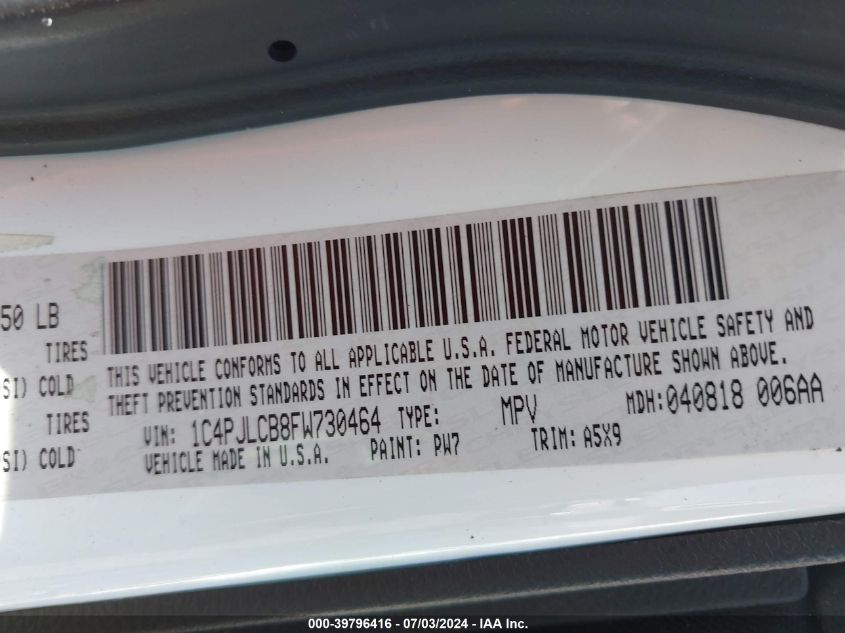 50 LB
TIRES
SI) COLD
TIRES
SI) COLD
THIS VEHICLE CONFORMS TO ALL APPLICABLE U.S.A. FEDERAL MOTOR VEHICLE SAFETY AND
THEFT PREVENTION STANDARDS IN EFFECT ON THE DATE OF MANUFACTURE SHOWN ABOVE.
VIN: 1C4PJLCB8FW730464 TYPE: MPV MDH:040818 006AA
VEHICLE MADE IN U.S.A. PAINT: PW7 TRIM: A5X9
000-39796416 - 07/03/2024 - IAA Inc.